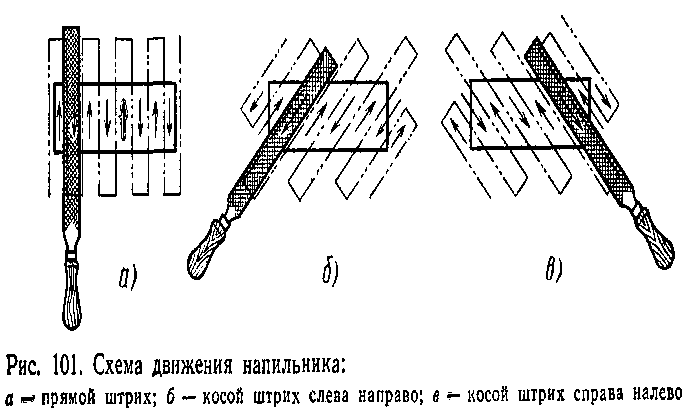 а) б) в)
Рис. 101. Схема движения напильника:
а — прямой штрих; б — косой штрих слева направо; в — косой штрих справа налево